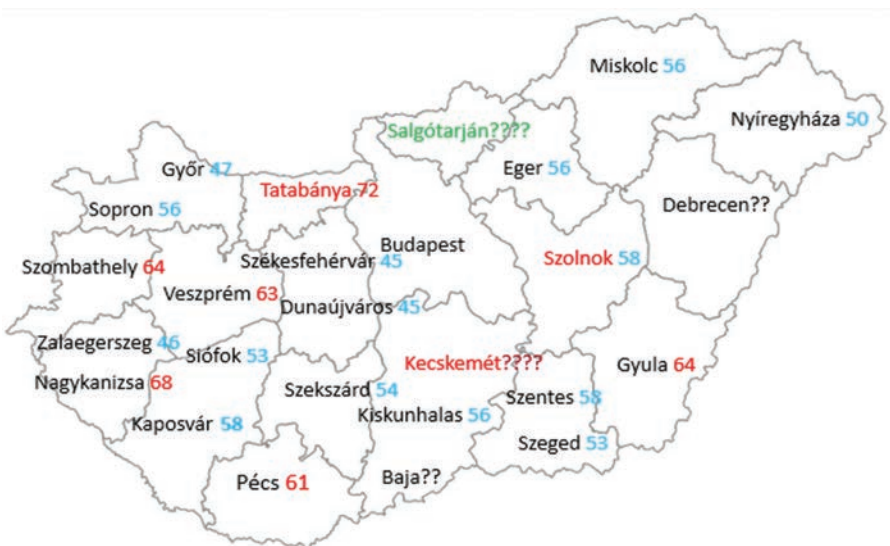 Miskolc 56
Nyíregyháza 50
Salgótarján????
Eger 56
Győr 47
Tatabánya 72
Debrecen??
Sopron 56
Budapest
Szolnok 58
Székesfehérvár 45
Szombathely 64
Veszprém 63
Dunaújváros 45
Zalaegerszeg 46
Siófok 53
Kecskemét????
Gyula 64
Nagykanizsa 68
Szekszárd 54
Szentes 58
Kaposvár 58
Kiskunhalas 56
Szeged 53
Pécs 61
Baja??